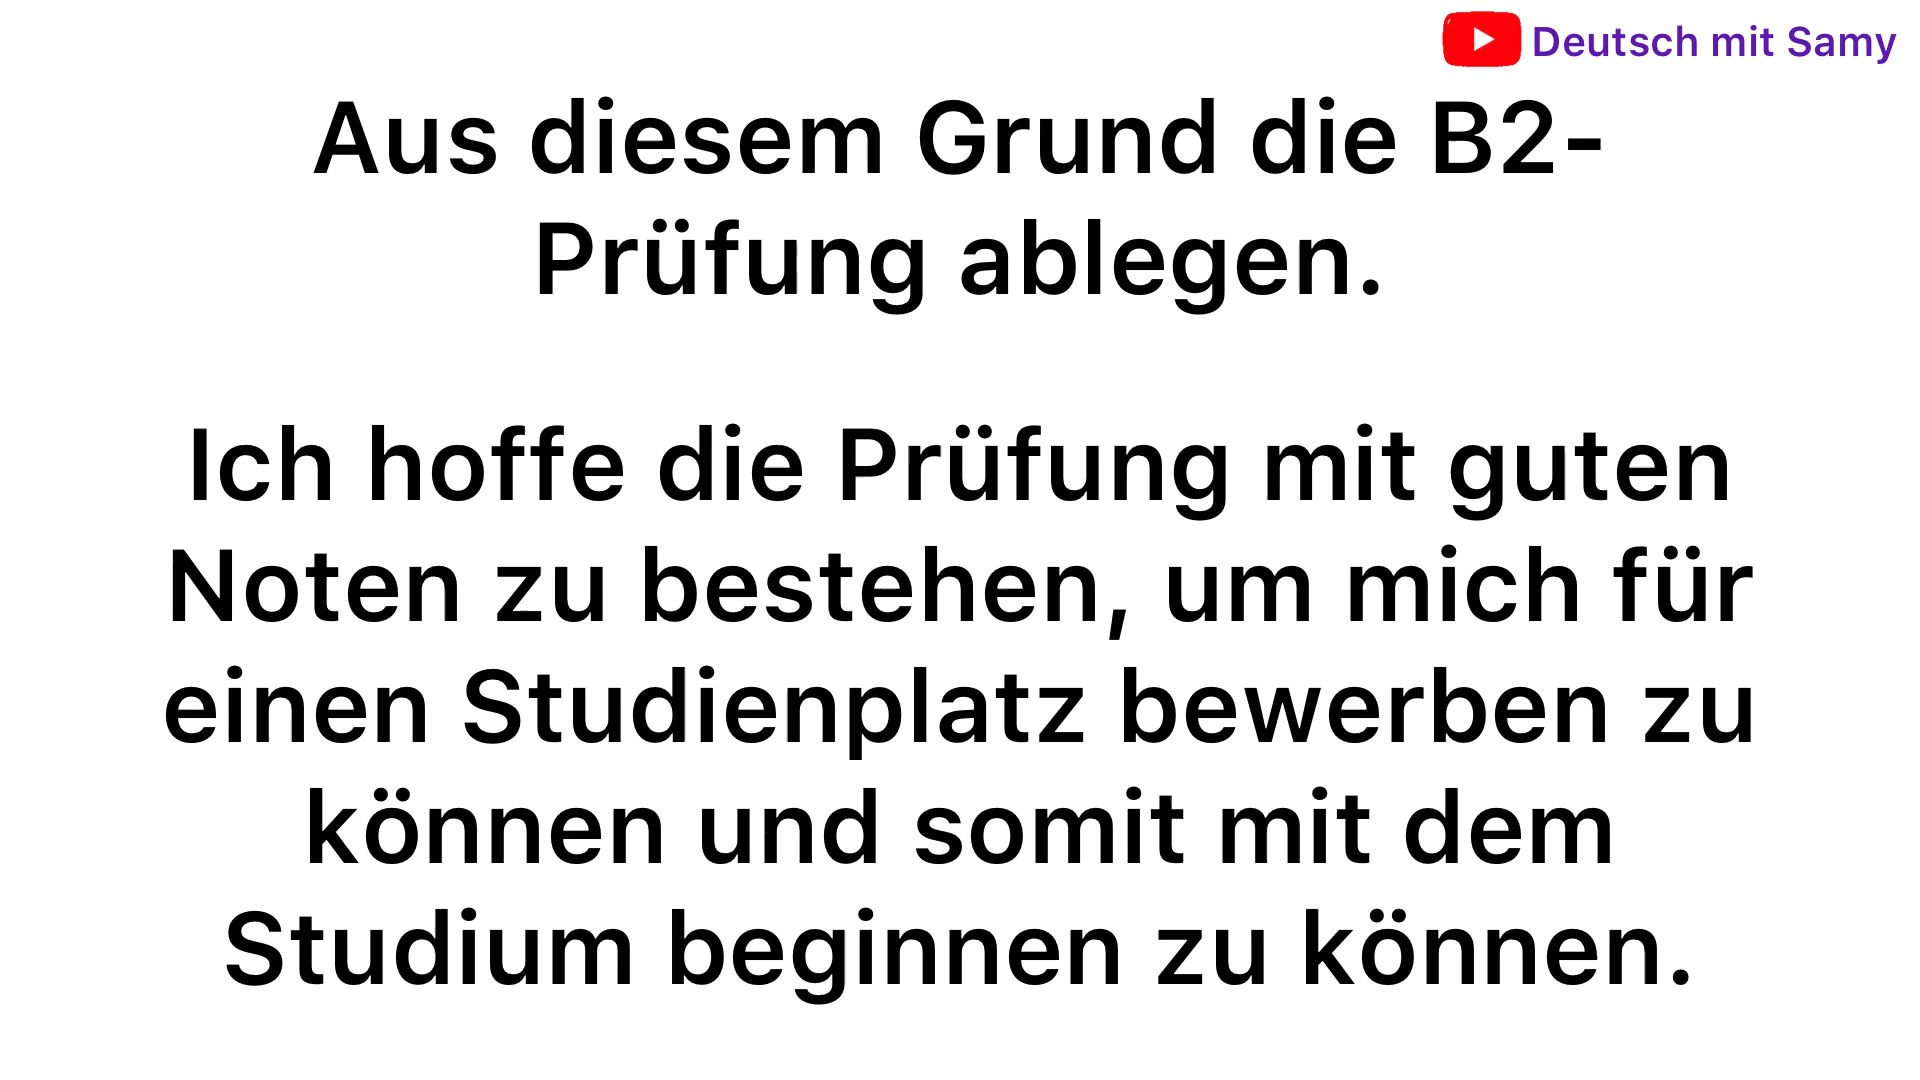 Deutsch mit Samy
Aus diesem Grund die B2-
Prüfung ablegen.
Ich hoffe die Prüfung mit guten
Noten zu bestehen, um mich für
einen Studienplatz bewerben zu
können und somit mit dem
Studium beginnen zu können.